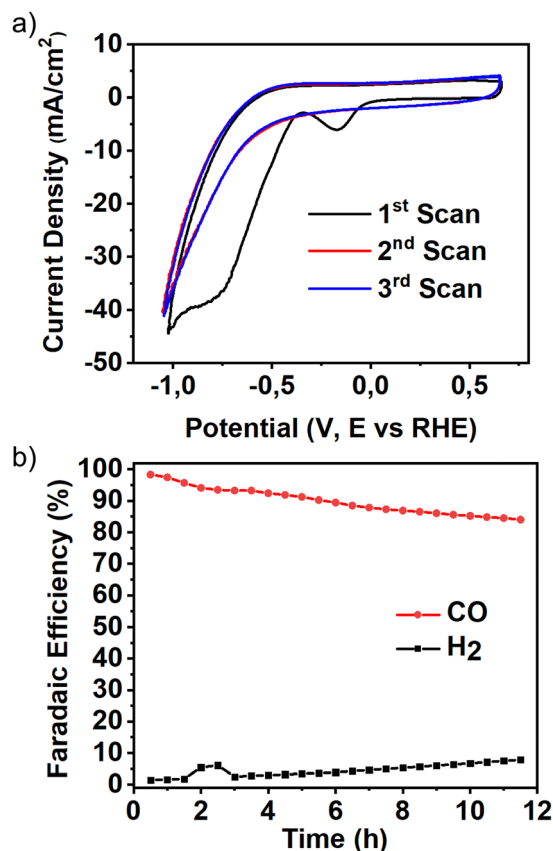 a)
10
0
-10
-20
-30
-40
-50
Current Density (mA/cm²)
1st Scan
2nd Scan
3rd Scan
-1,0 -0,5 0,0 0,5
Potential (V, E vs RHE)
b)
100
90
80
70
60
50
40
30
20
10
0
Faradaic Efficiency (%)
CO
H2
0 2 4 6 8 10 12
Time (h)